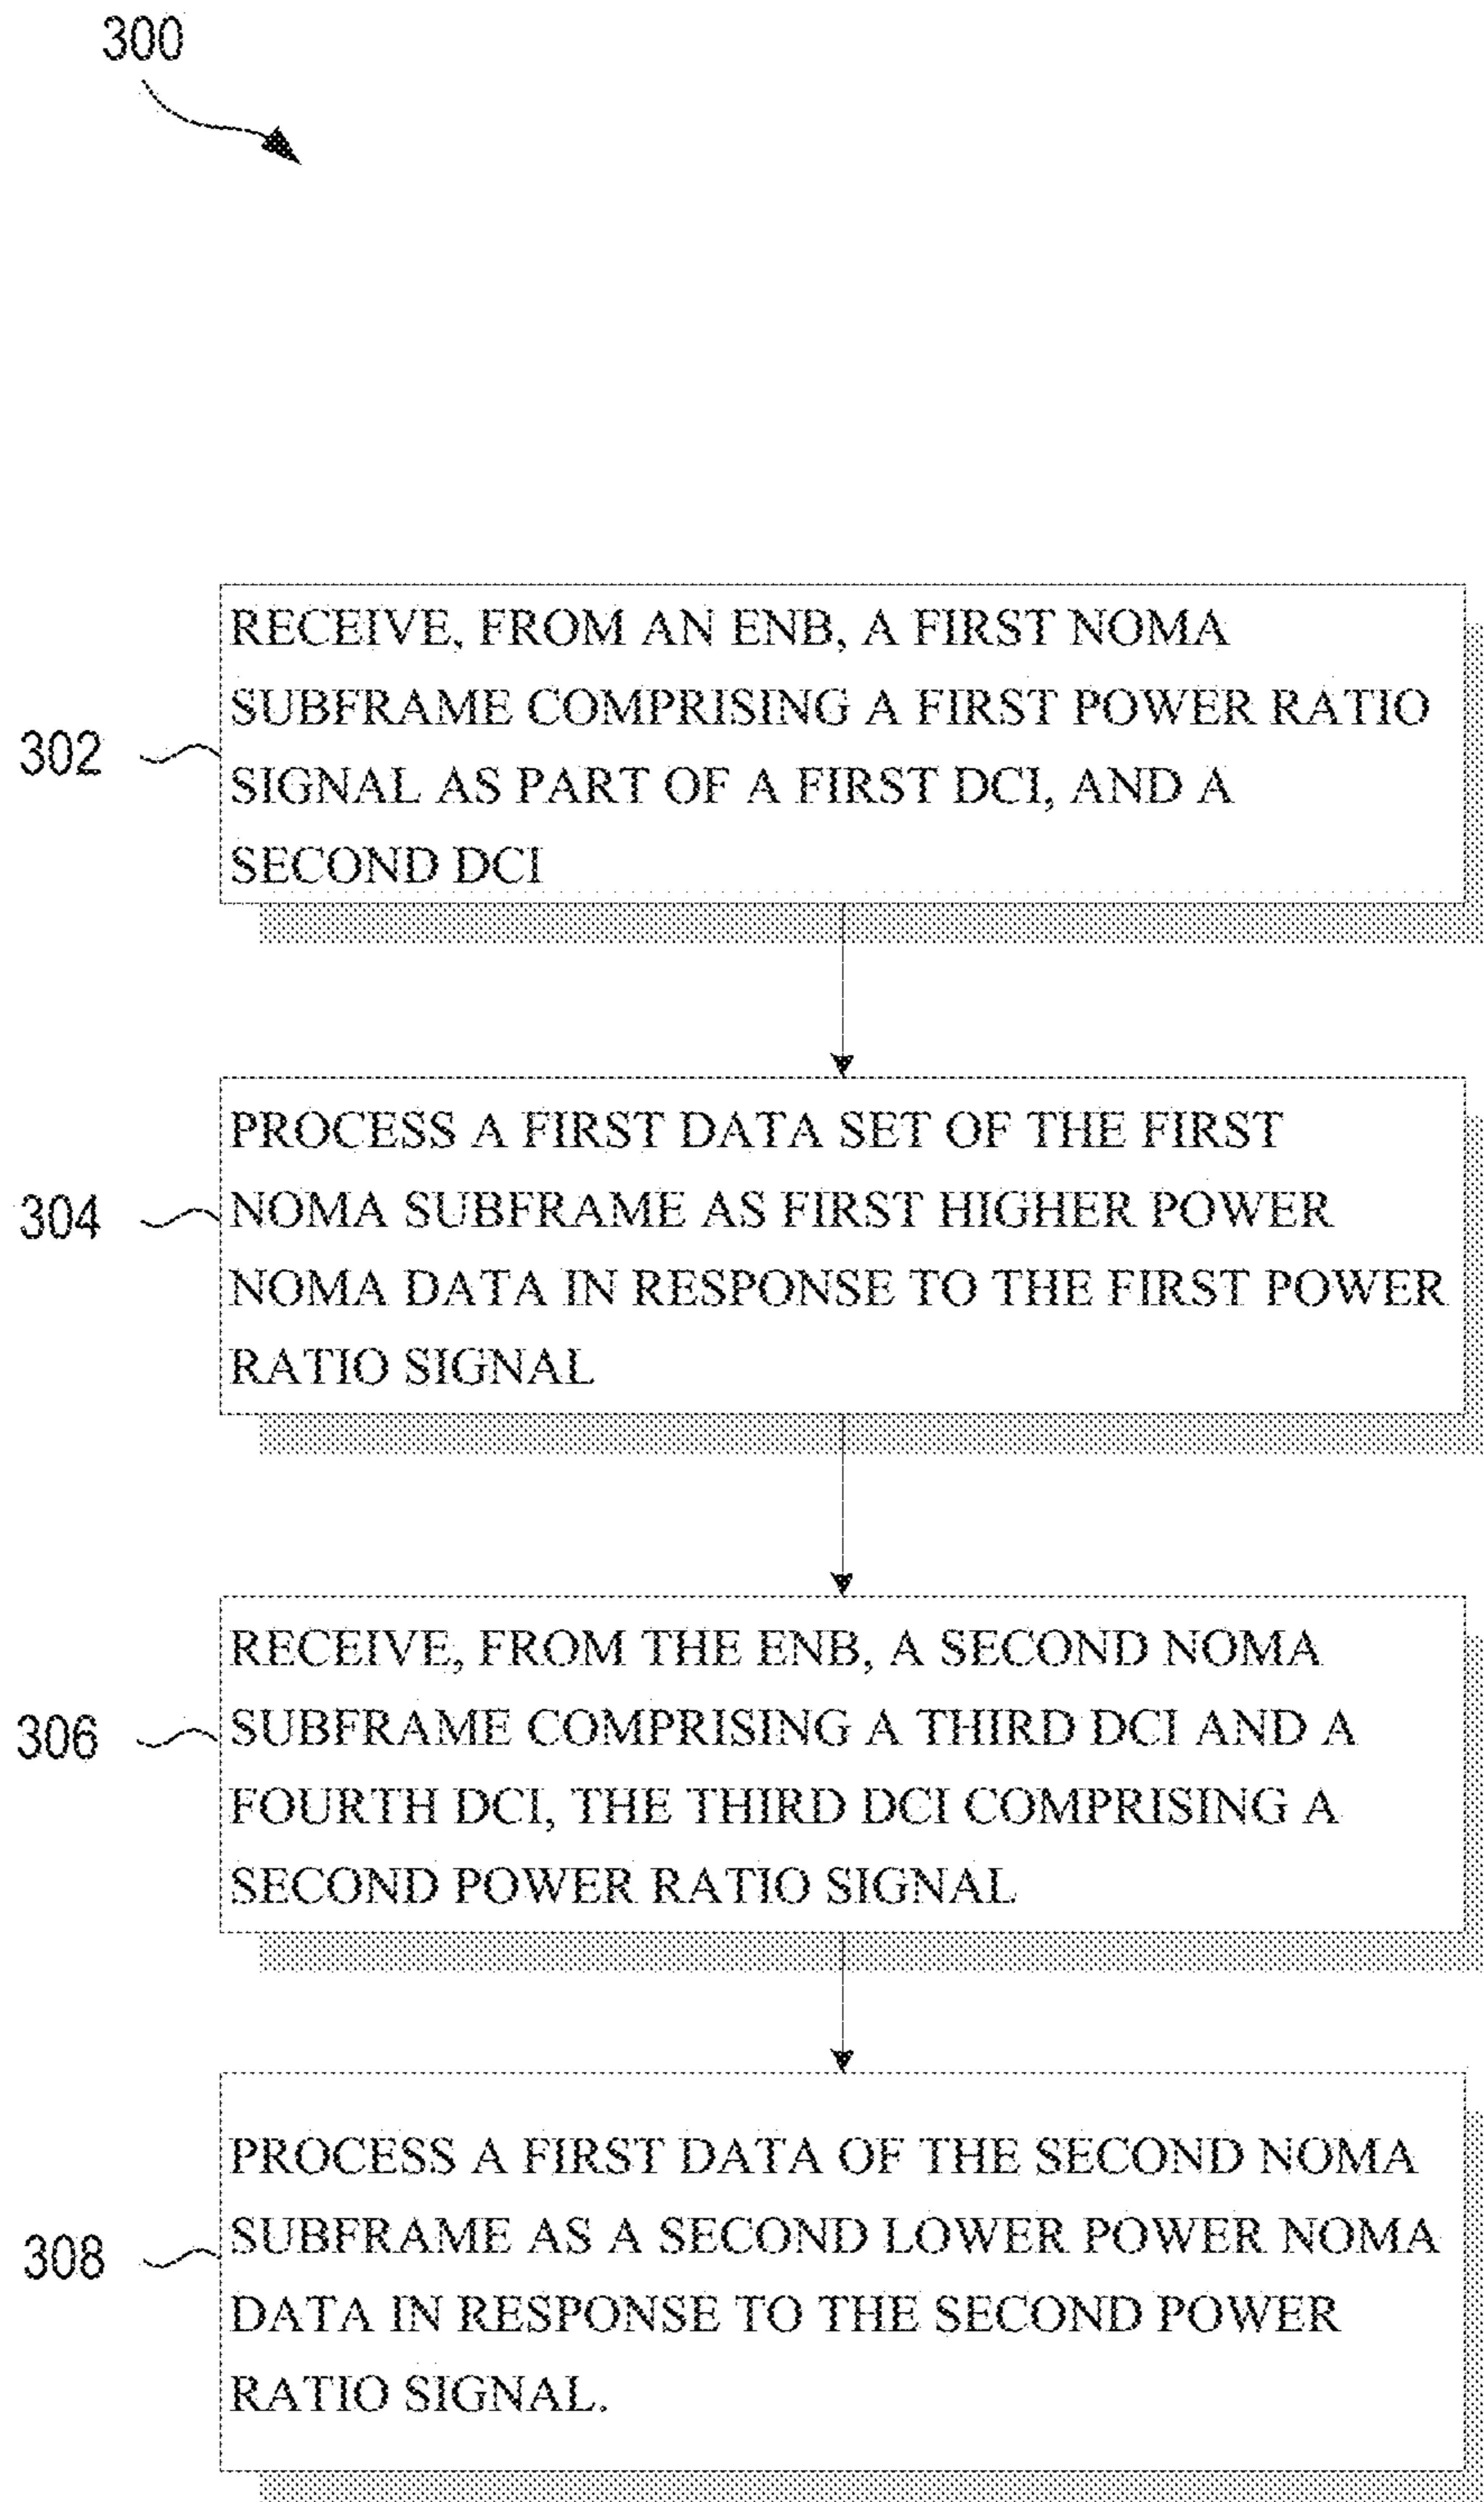 300
RECEIVE, FROM AN ENB, A FIRST NOMA
SUBFRAME COMPRISING A FIRST POWER RATIO
SIGNAL AS PART OF A FIRST DCI, AND A
SECOND DCI
302
PROCESS A FIRST DATA SET OF THE FIRST
NOMA SUBFRAME AS FIRST HIGHER POWER
NOMA DATA IN RESPONSE TO THE FIRST POWER
RATIO SIGNAL
304
RECEIVE, FROM THE ENB, A SECOND NOMA
SUBFRAME COMPRISING A THIRD DCI AND A
FOURTH DCI, THE THIRD DCI COMPRISING A
SECOND POWER RATIO SIGNAL
306
PROCESS A FIRST DATA OF THE SECOND NOMA
SUBFRAME AS A SECOND LOWER POWER NOMA
DATA IN RESPONSE TO THE SECOND POWER
RATIO SIGNAL.
308